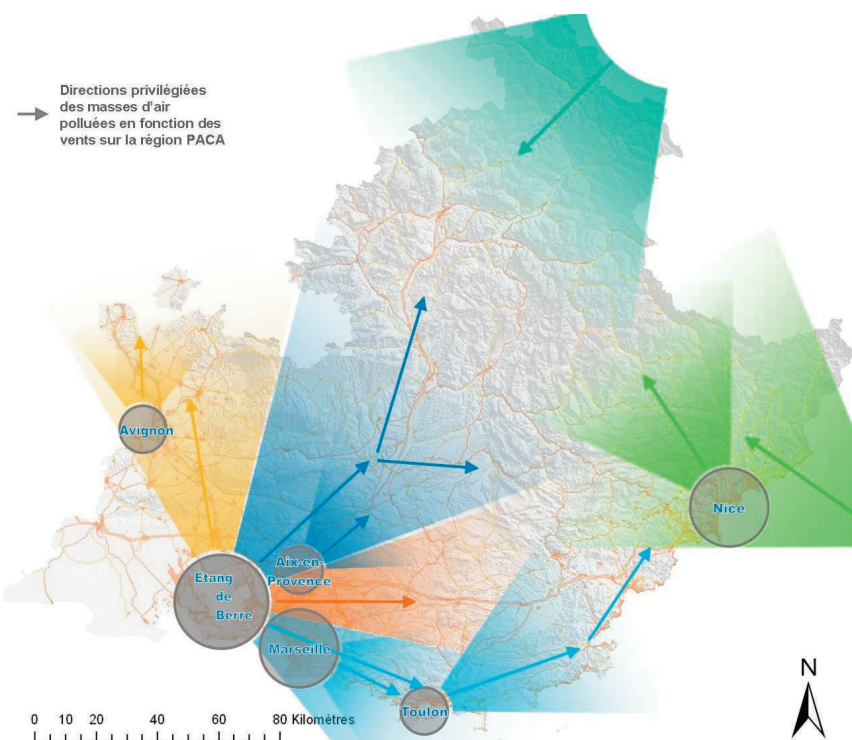 Directions privilégiées
des masses d'air
polluées en fonction des
vents sur la région PACA
Avignon
Nice
Aix-en-
Provence
Etang
de
Berre
Marseille
Toulon
N
0 10 20 40 60 80 Kilomètres